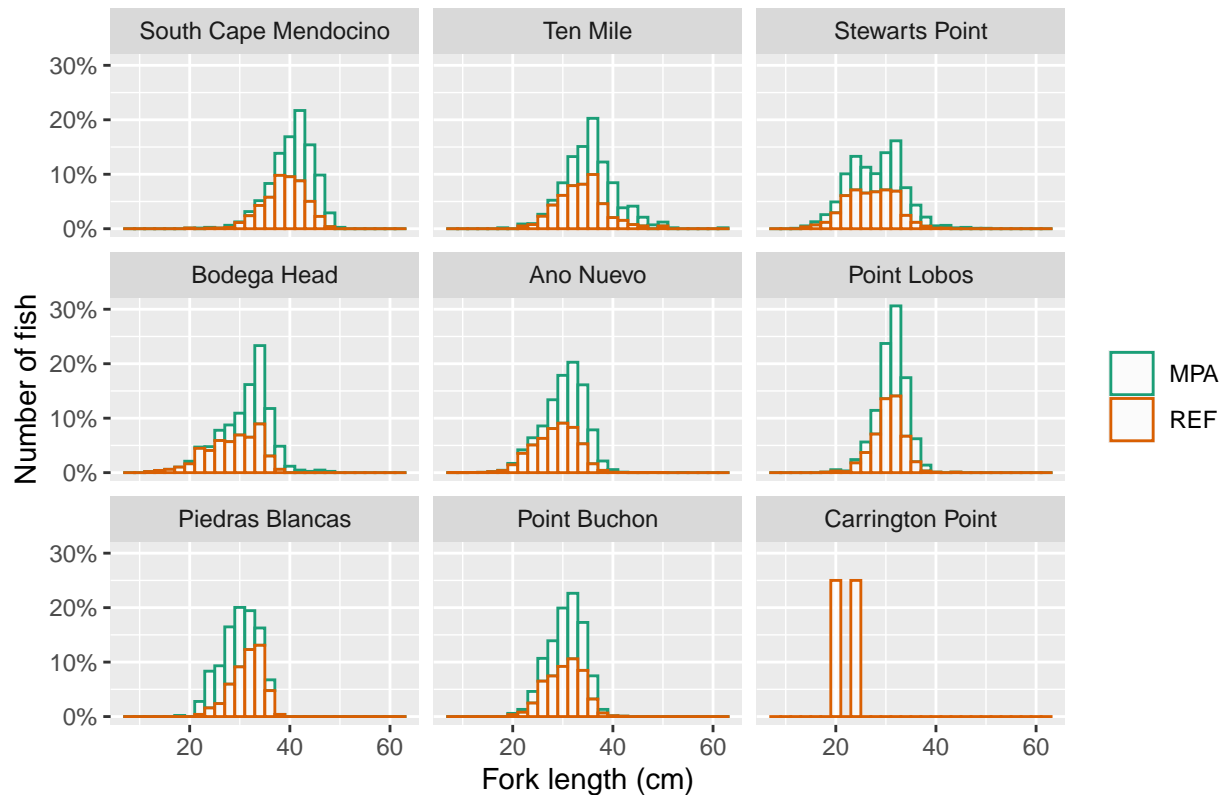 South Cape Mendocino
Ten Mile
Stewarts Point
30%
20%
10%
0%
Bodega Head
Ano Nuevo
Point Lobos
30%
20%
10%
0%
Number of fish
MPA
REF
Piedras Blancas
Point Buchon
Carrington Point
30%
20%
10%
0%
20 40 60
20 40 60
20 40 60
Fork length (cm)